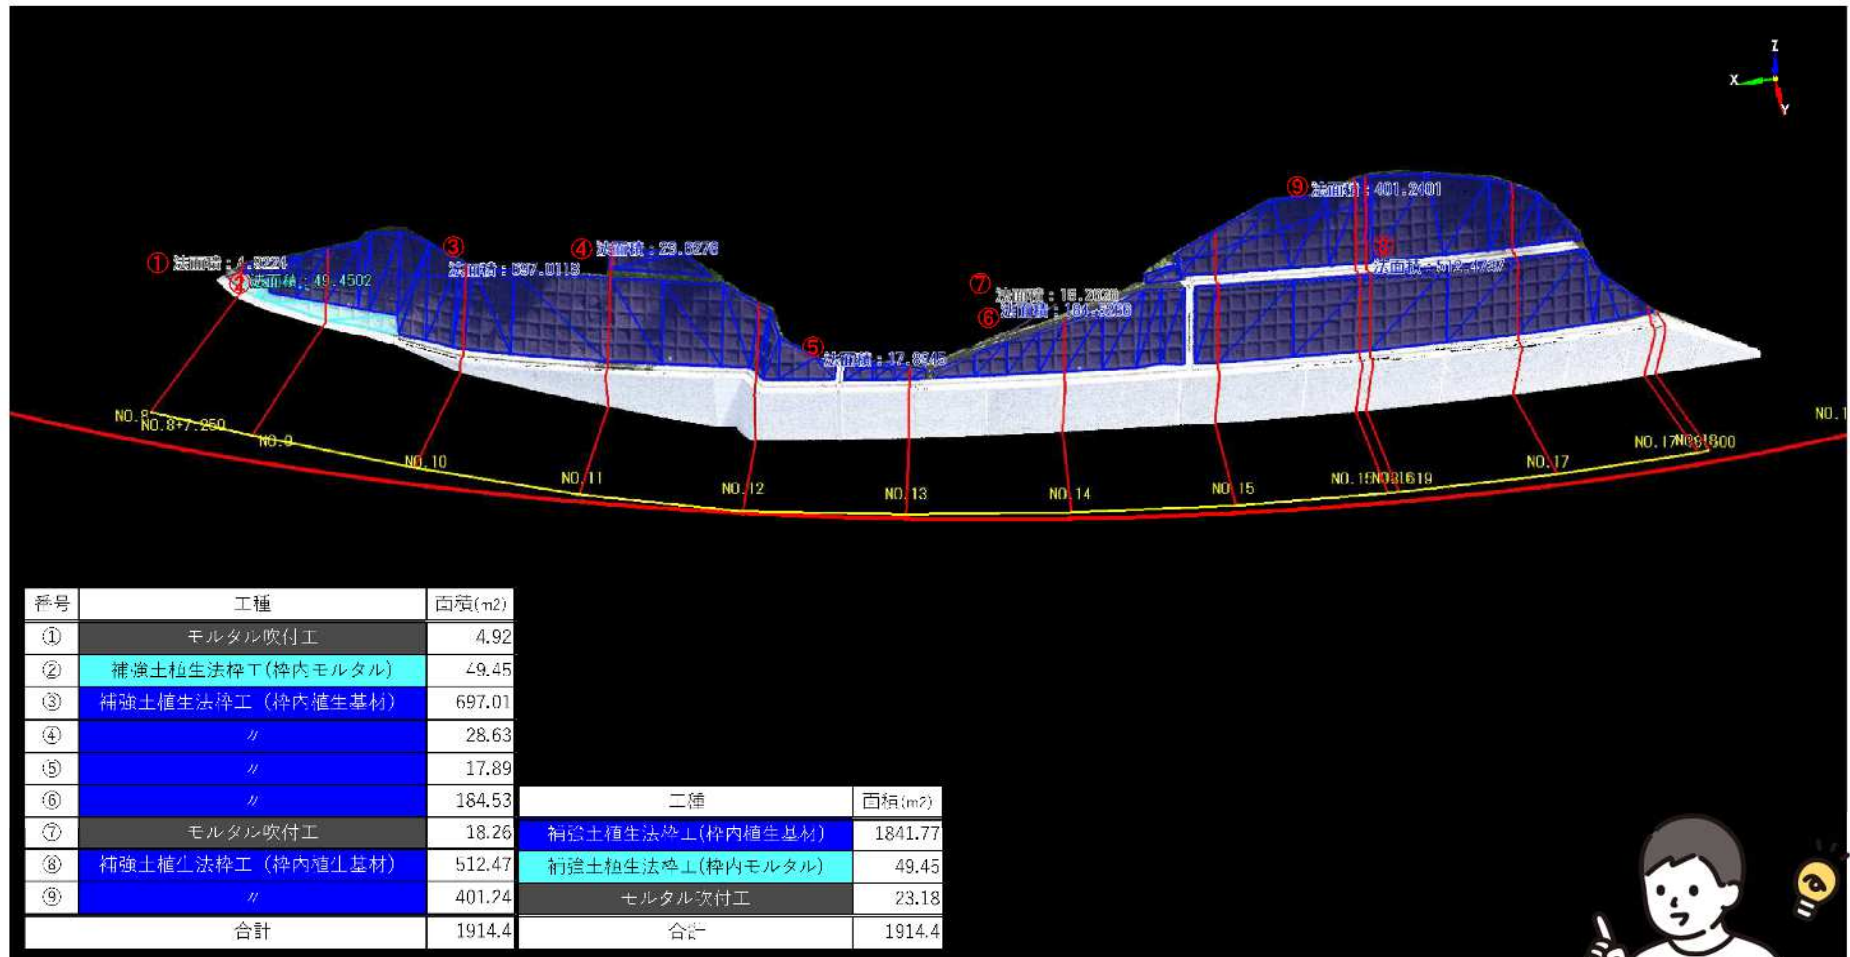 Z
X
Y
⑨ 法面積：401.2401
③
④ 法面積：23.6276
① 法面積：4.9224
法面積：697.0118
⑧
法面積：512.4737
② 法面積：49.4502
⑦
法面積：18.2620
⑥ 法面積：184.5266
⑤
法面積：17.8945
NO.8
NO.8+7.250
NO.9
NO.10
NO.11
NO.12
NO.13
NO.14
NO.15
NO.17
NO.1
番号 工種 面積(m2)
① モルタル吹付工 4.92
② 補強土植生法枠工(枠内モルタル) 49.45
③ 補強土植生法枠工（枠内植生基材） 697.01
④ 〃 28.63
⑤ 〃 17.89
⑥ 〃 184.53
⑦ モルタル吹付工 18.26
⑧ 補強土植生法枠工（枠内植生基材） 512.47
⑨ 〃 401.24
合計 1914.4
工種 面積(m2)
補強土植生法枠工(枠内植生基材) 1841.77
補強土植生法枠工(枠内モルタル) 49.45
モルタル吹付工 23.18
合計 1914.4